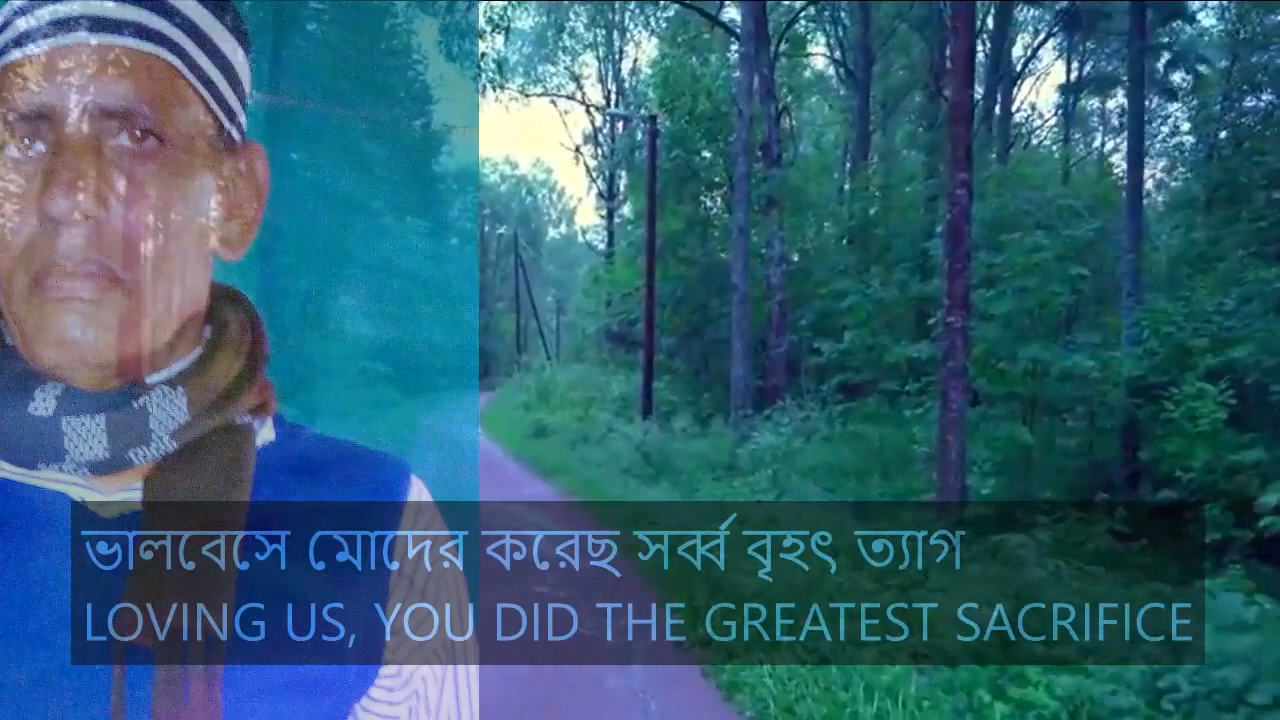 ভালবেসে মোদের করেছ সর্ব্ব বৃহৎ ত্যাগ
LOVING US, YOU DID THE GREATEST SACRIFICE